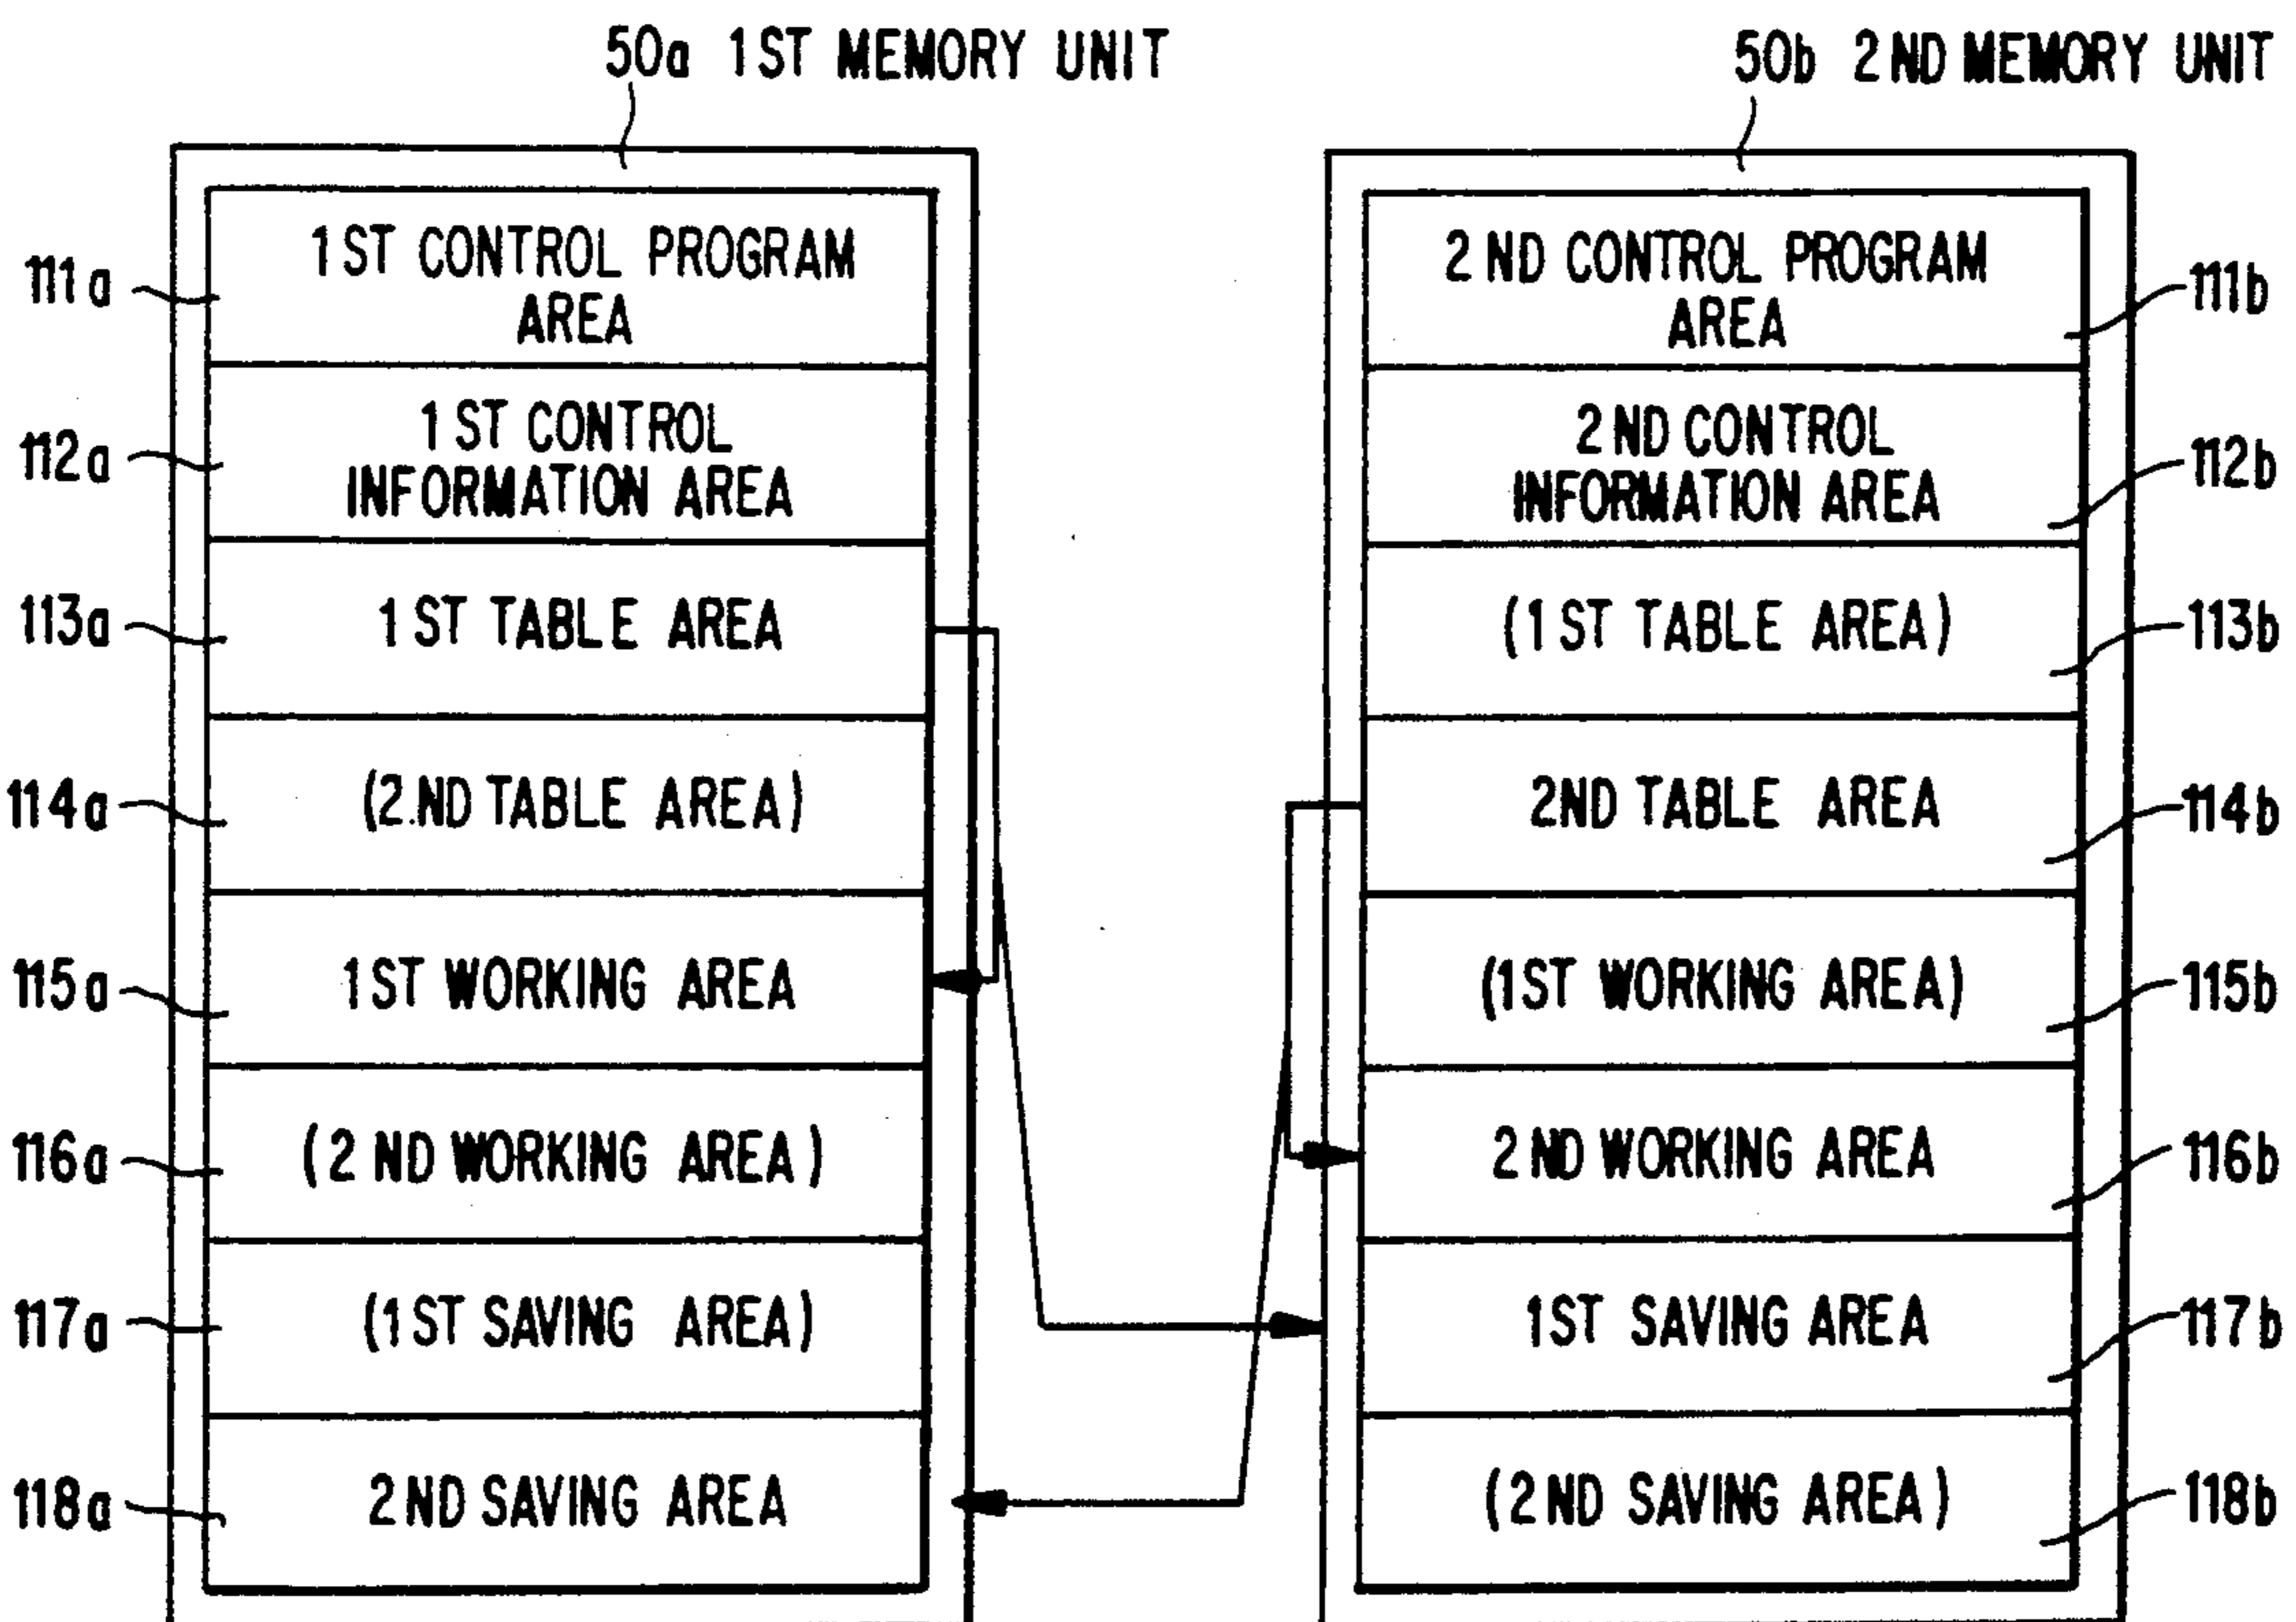 50a 1ST MEMORY UNIT
111a
1ST CONTROL PROGRAM
AREA
112a
1ST CONTROL
INFORMATION AREA
113a
1ST TABLE AREA
114a
(2.ND TABLE AREA)
115a
1ST WORKING AREA
116a
(2ND WORKING AREA)
117a
(1ST SAVING AREA)
118a
2ND SAVING AREA
50b 2ND MEMORY UNIT
2ND CONTROL PROGRAM
AREA
111b
2ND CONTROL
INFORMATION AREA
112b
(1ST TABLE AREA)
113b
2ND TABLE AREA
114b
(1ST WORKING AREA)
115b
2ND WORKING AREA
116b
1ST SAVING AREA
117b
(2ND SAVING AREA)
118b